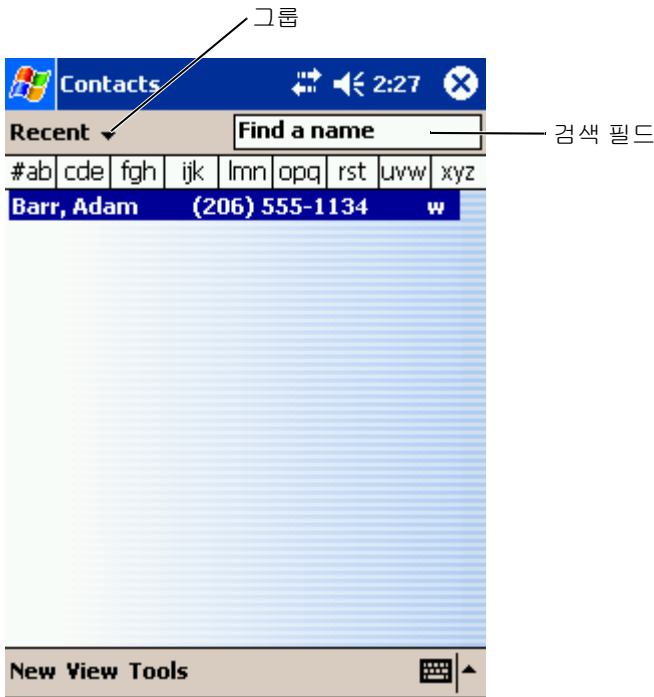 그룹
Contacts 2:27
Recent Find a name
검색 필드
#ab cde fgh ijk lmn opq rst uvw xyz
Barr, Adam (206) 555-1134 w
New View Tools